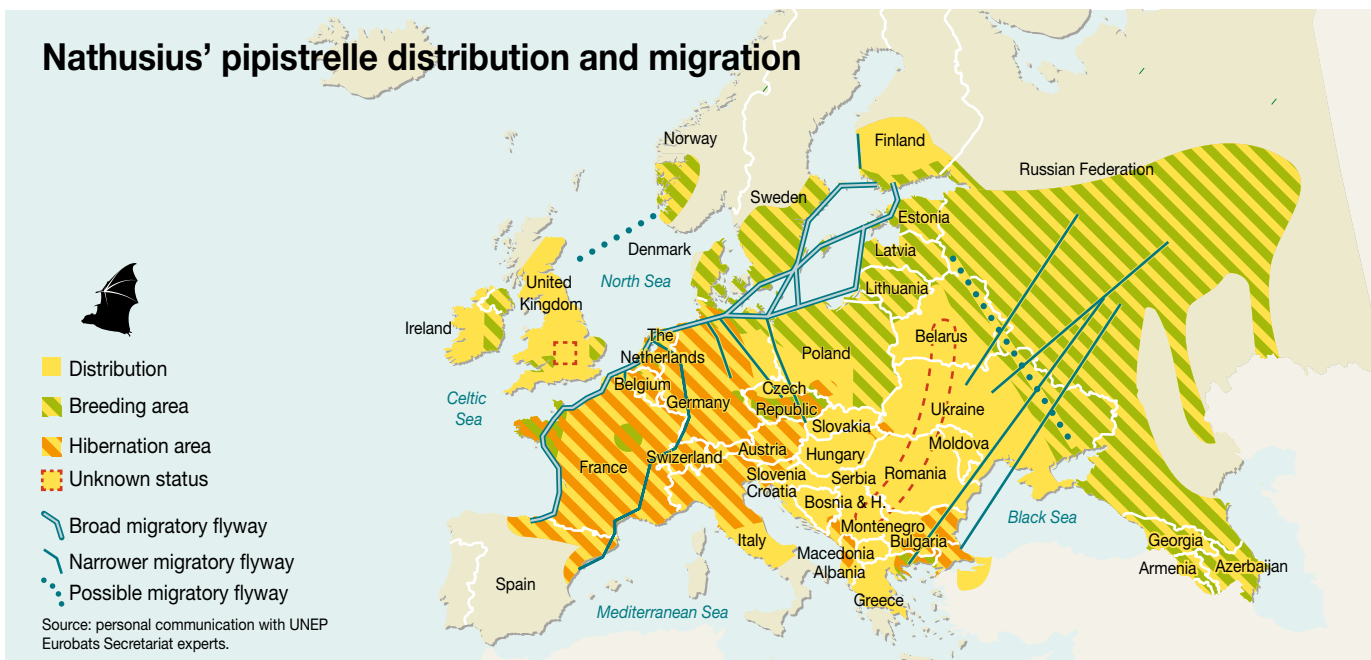 Nathusius’ pipistrelle distribution and migration
Norway
Finland
Russian Federation
Sweden
Estonia
Denmark
Latvia
North Sea
United
Kingdom
Lithuania
Ireland
The
Netherlands
Belarus
Poland
Distribution
Belgium
Czech
Republic
Celtic
Sea
Germany
Breeding area
Ukraine
Slovakia
Hibernation area
Moldova
Austria
Hungary
Swizerland
France
Unknown status
Slovenia
Serbia
Romania
Croatia
Bosnia & H.
Black Sea
Broad migratory flyway
Montenegro
Bulgaria
Italy
Georgia
Narrower migratory flyway
Macedonia
Albania
Armenia
Azerbaijan
Spain
Possible migratory flyway
Greece
Mediterranean Sea
Source: personal communication with UNEP
Eurobats Secretariat experts.